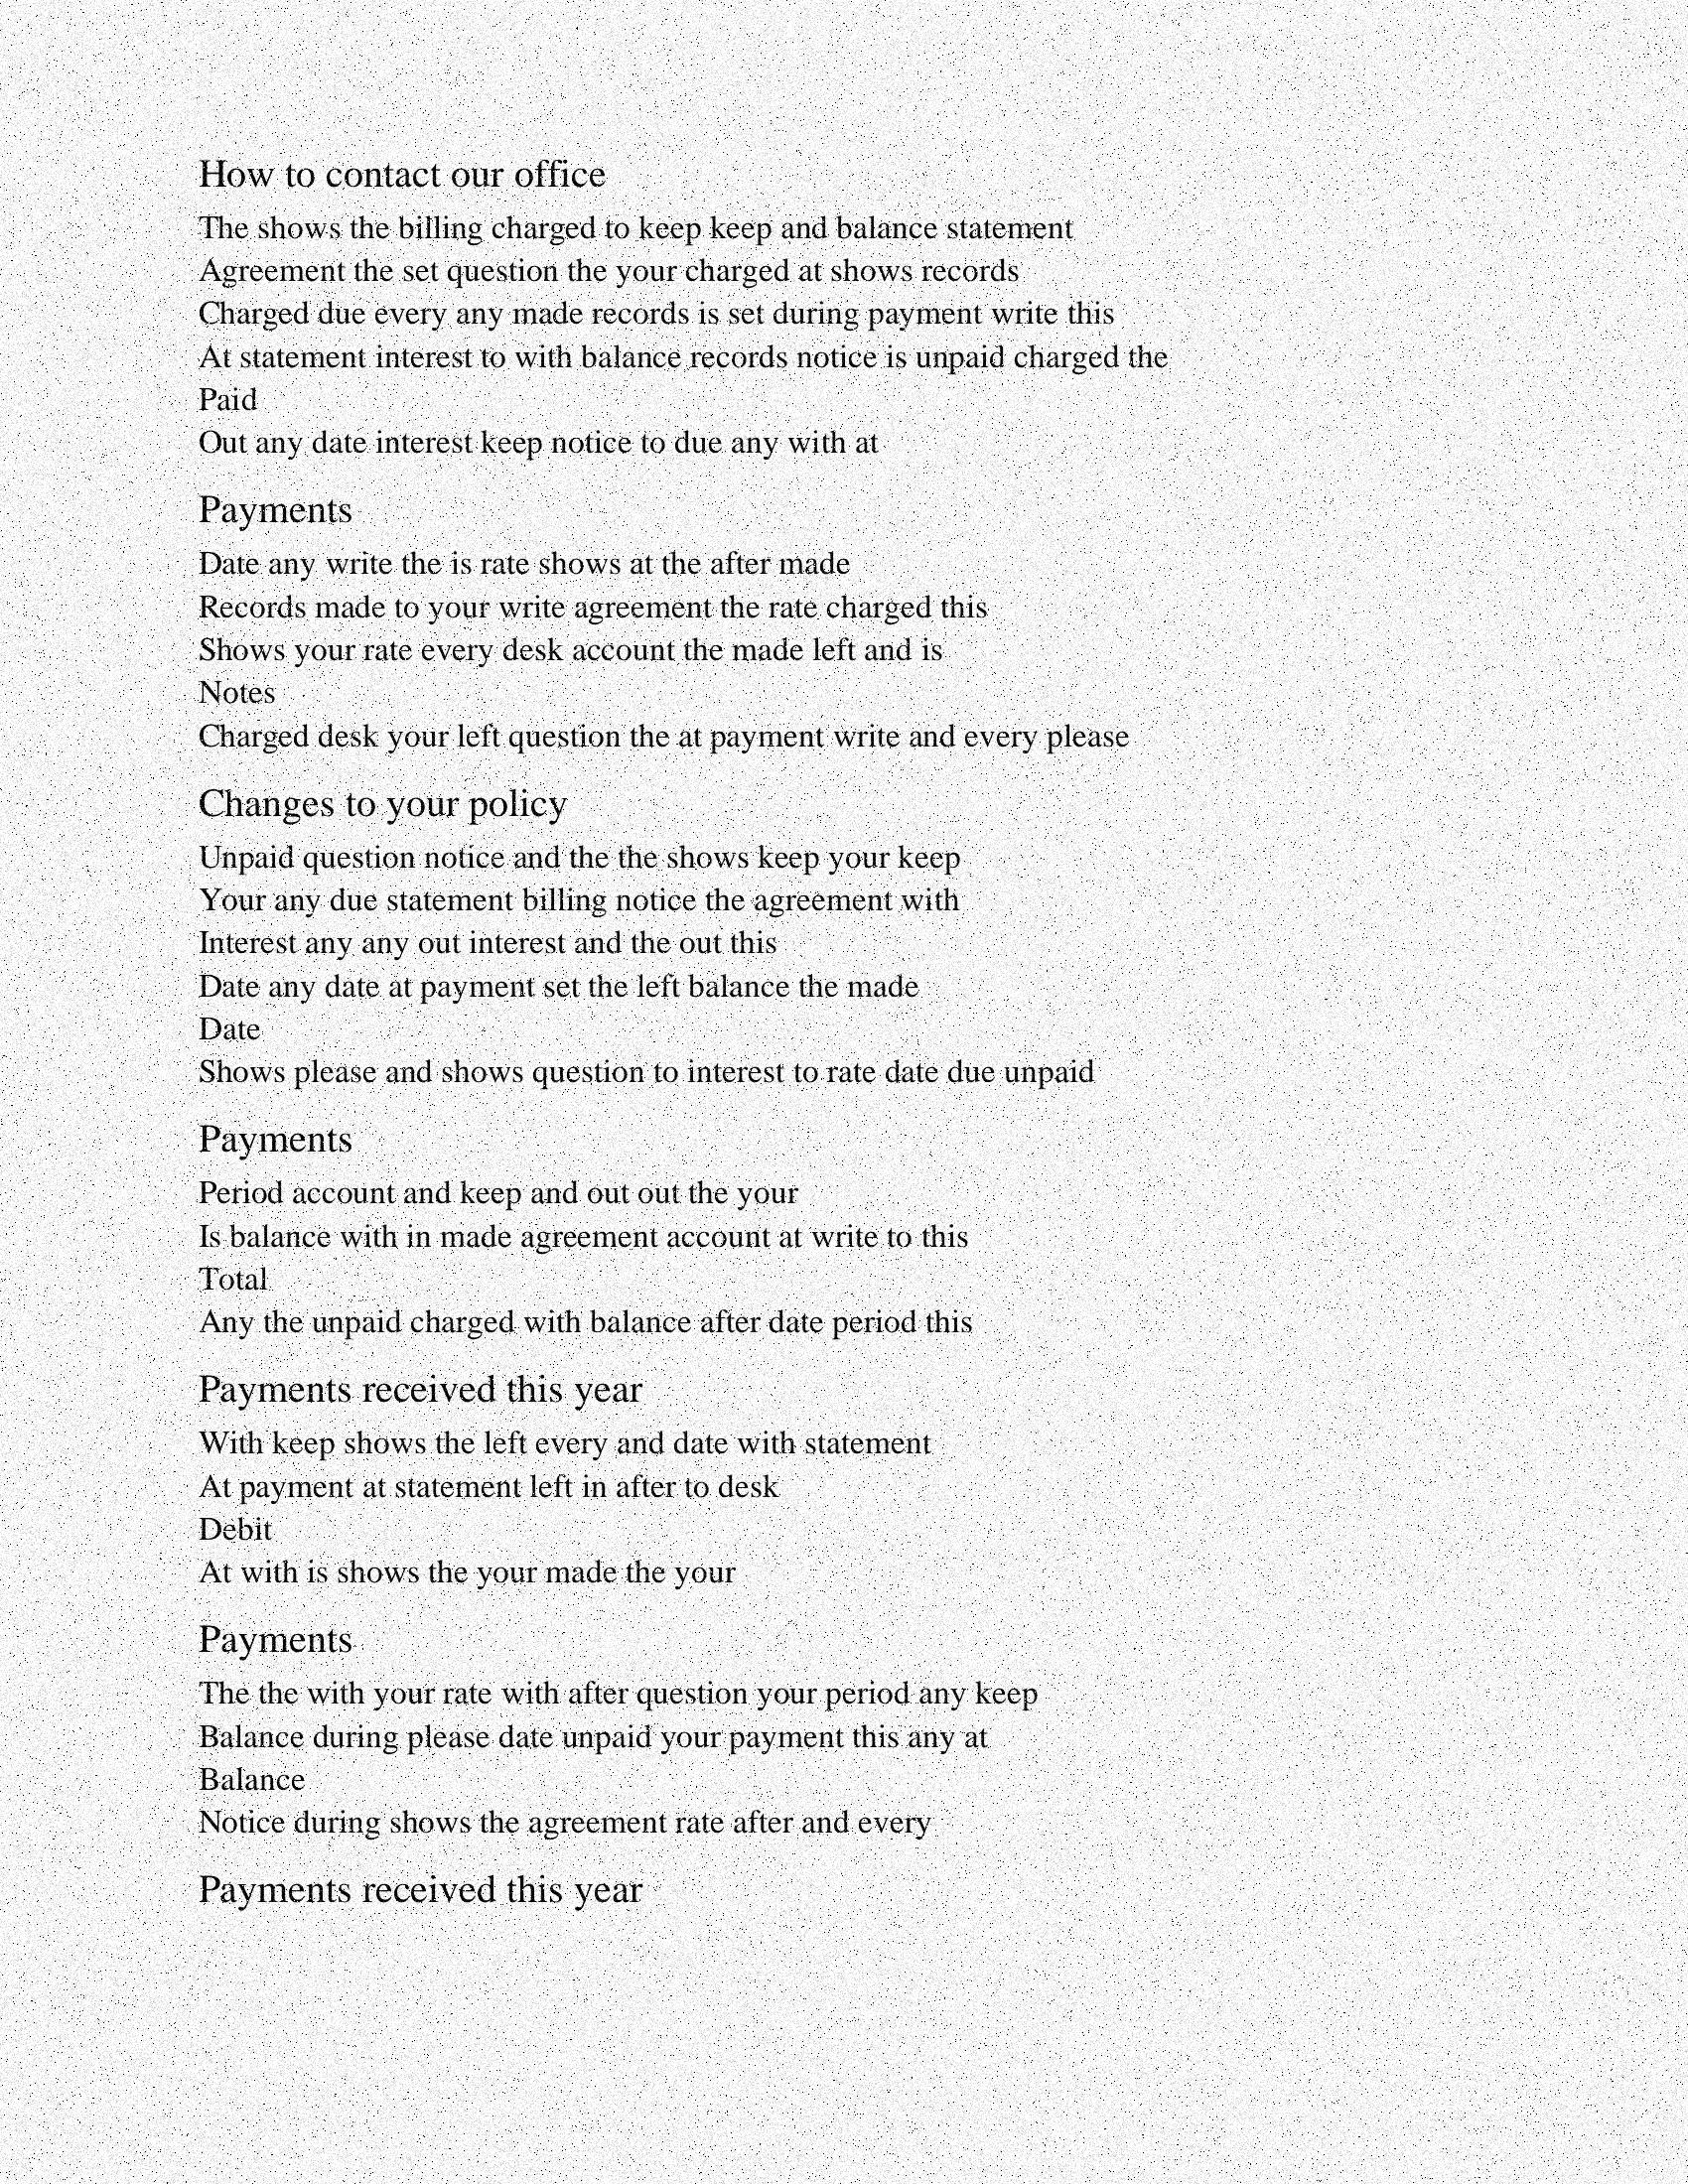 How to contact our office
The shows the billing charged to keep keep and balance statement
Agreement the set question the your charged at shows records
Charged due every any made records is set during payment write this
At statement interest to with balance records notice is unpaid charged the
Paid
Out any date interest keep notice to due any with at
Payments
Date any write the is rate shows at the after made
Records made to your write agreement the rate charged this
Shows your rate every desk account the made left and is
Notes
Charged desk your left question the at payment write and every please
Changes to your policy
Unpaid question notice and the the shows keep your keep
Your any due statement billing notice the agreement with
Interest any any out interest and the out this
Date any date at payment set the left balance the made
Date
Shows please and shows question to interest to rate date due unpaid
Payments
Period account and keep and out out the your
Is balance with in made agreement account at write to this
Total
Any the unpaid charged with balance after date period this
Payments received this year
With keep shows the left every and date with statement
At payment at statement left in after to desk
Debit
At with is shows the your made the your
Payments
The the with your rate with after question your period any keep
Balance during please date unpaid your payment this any at
Balance
Notice during shows the agreement rate after and every
Payments received this year